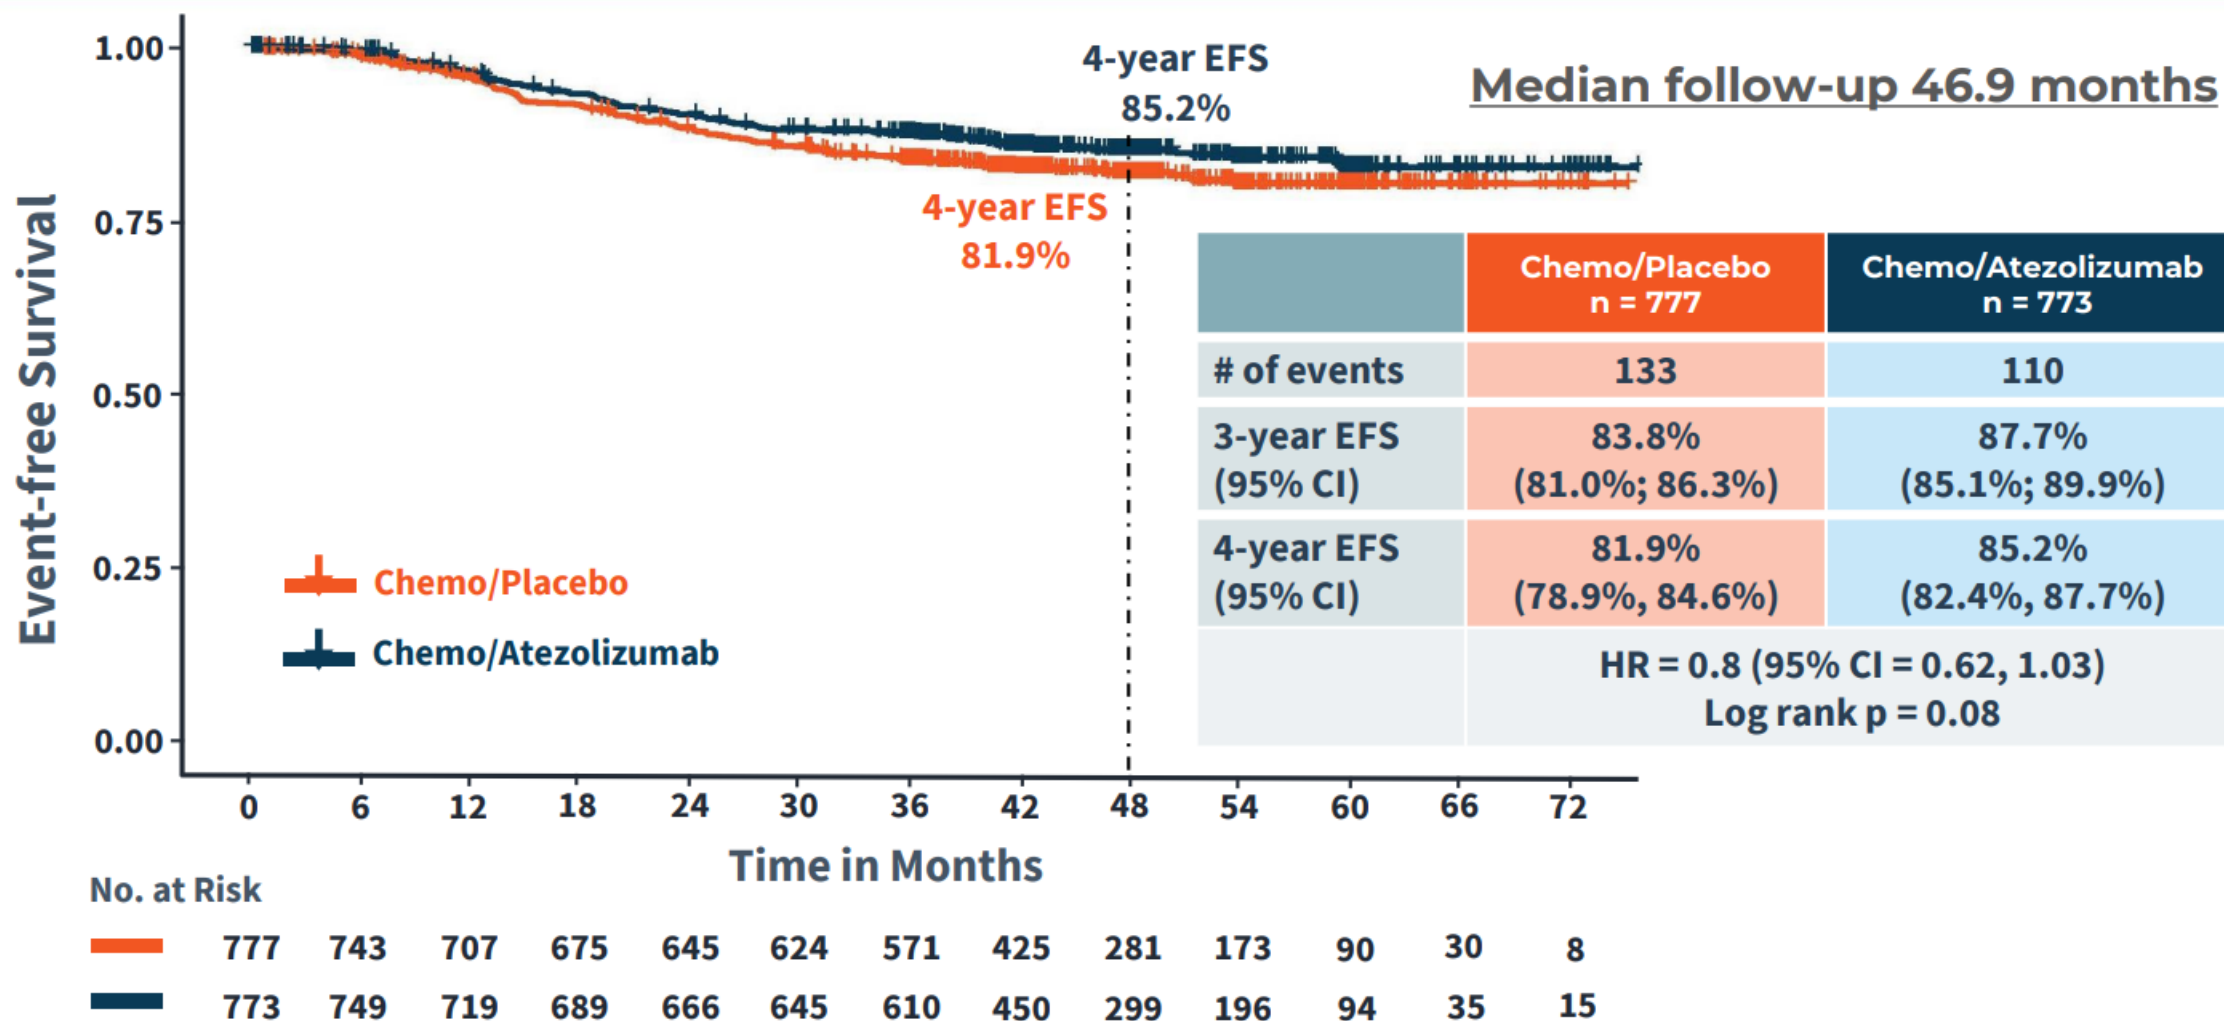 Median follow-up 46.9 months
Event-free Survival
1.00
0.75
0.50
0.25
0.00
4-year EFS
85.2%
4-year EFS
81.9%
Chemo/Placebo
Chemo/Atezolizumab
Chemo/Placebo Chemo/Atezolizumab
n = 777 n = 773
# of events 133 110
3-year EFS 83.8% 87.7%
(95% CI) (81.0%; 86.3%) (85.1%; 89.9%)
4-year EFS 81.9% 85.2%
(95% CI) (78.9%, 84.6%) (82.4%, 87.7%)
HR = 0.8 (95% CI = 0.62, 1.03)
Log rank p = 0.08
0 6 12 18 24 30 36 42 48 54 60 66 72
Time in Months
No. at Risk
777 743 707 675 645 624 571 425 281 173 90 30 8
773 749 719 689 666 645 610 450 299 196 94 35 15